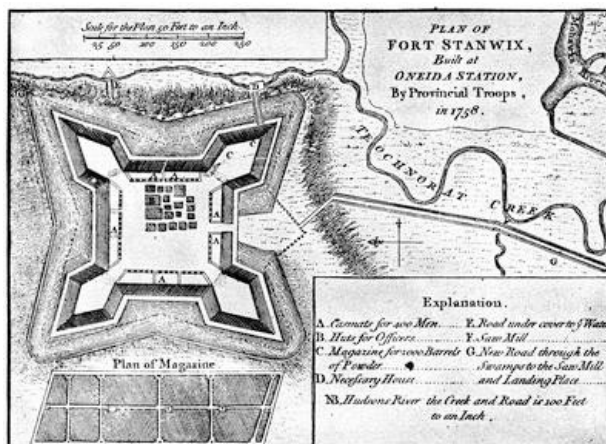 Scale for the Plan 50 Feet to an Inch.
25 50 100 150 200 250
PLAN OF
FORT STANWIX,
Built at
ONEIDA STATION,
By Provincial Troops,
in 1758.
D
C
C
A A
A
A
A
A
TEOCHNORAT CREEK
G
Plan of Magazine
Explanation.
A. Casmats for 400 Men
B. Huts for Officers
C. Magazine for 1000 Barrels of Powder
D. Necessary House
E. Road under cover to ye Wat
F. Saw Mill
G. New Road through the Swamps to the Saw Mill and Landing Place
NB. Hudsons River the Creek and Road is 200 Feet
to an Inch.